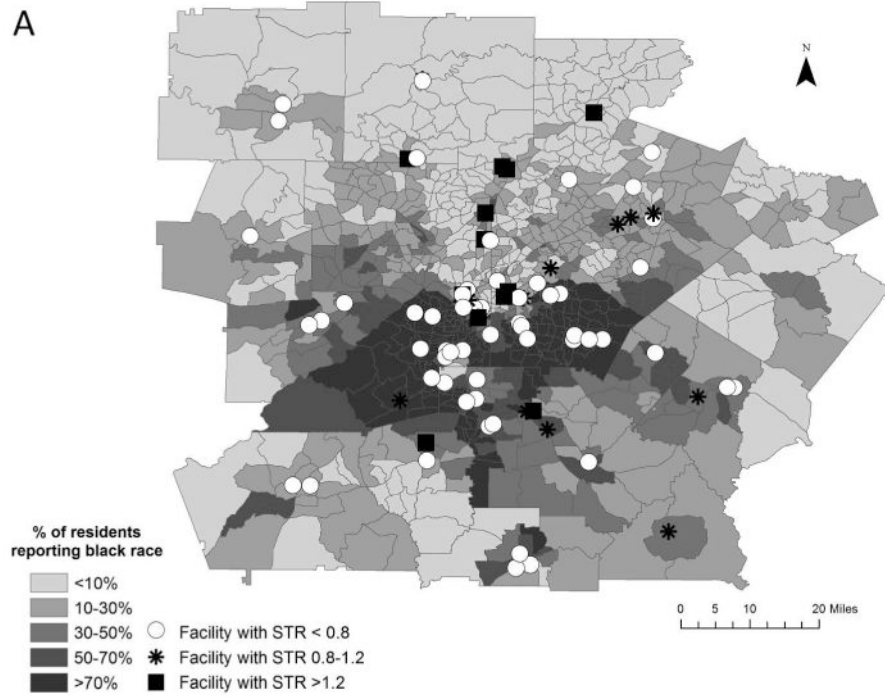 A
N
% of residents
reporting black race
<10%
10-30%
30-50%
50-70%
>70%
Facility with STR < 0.8
Facility with STR 0.8-1.2
Facility with STR >1.2
0 5 10 20 Miles